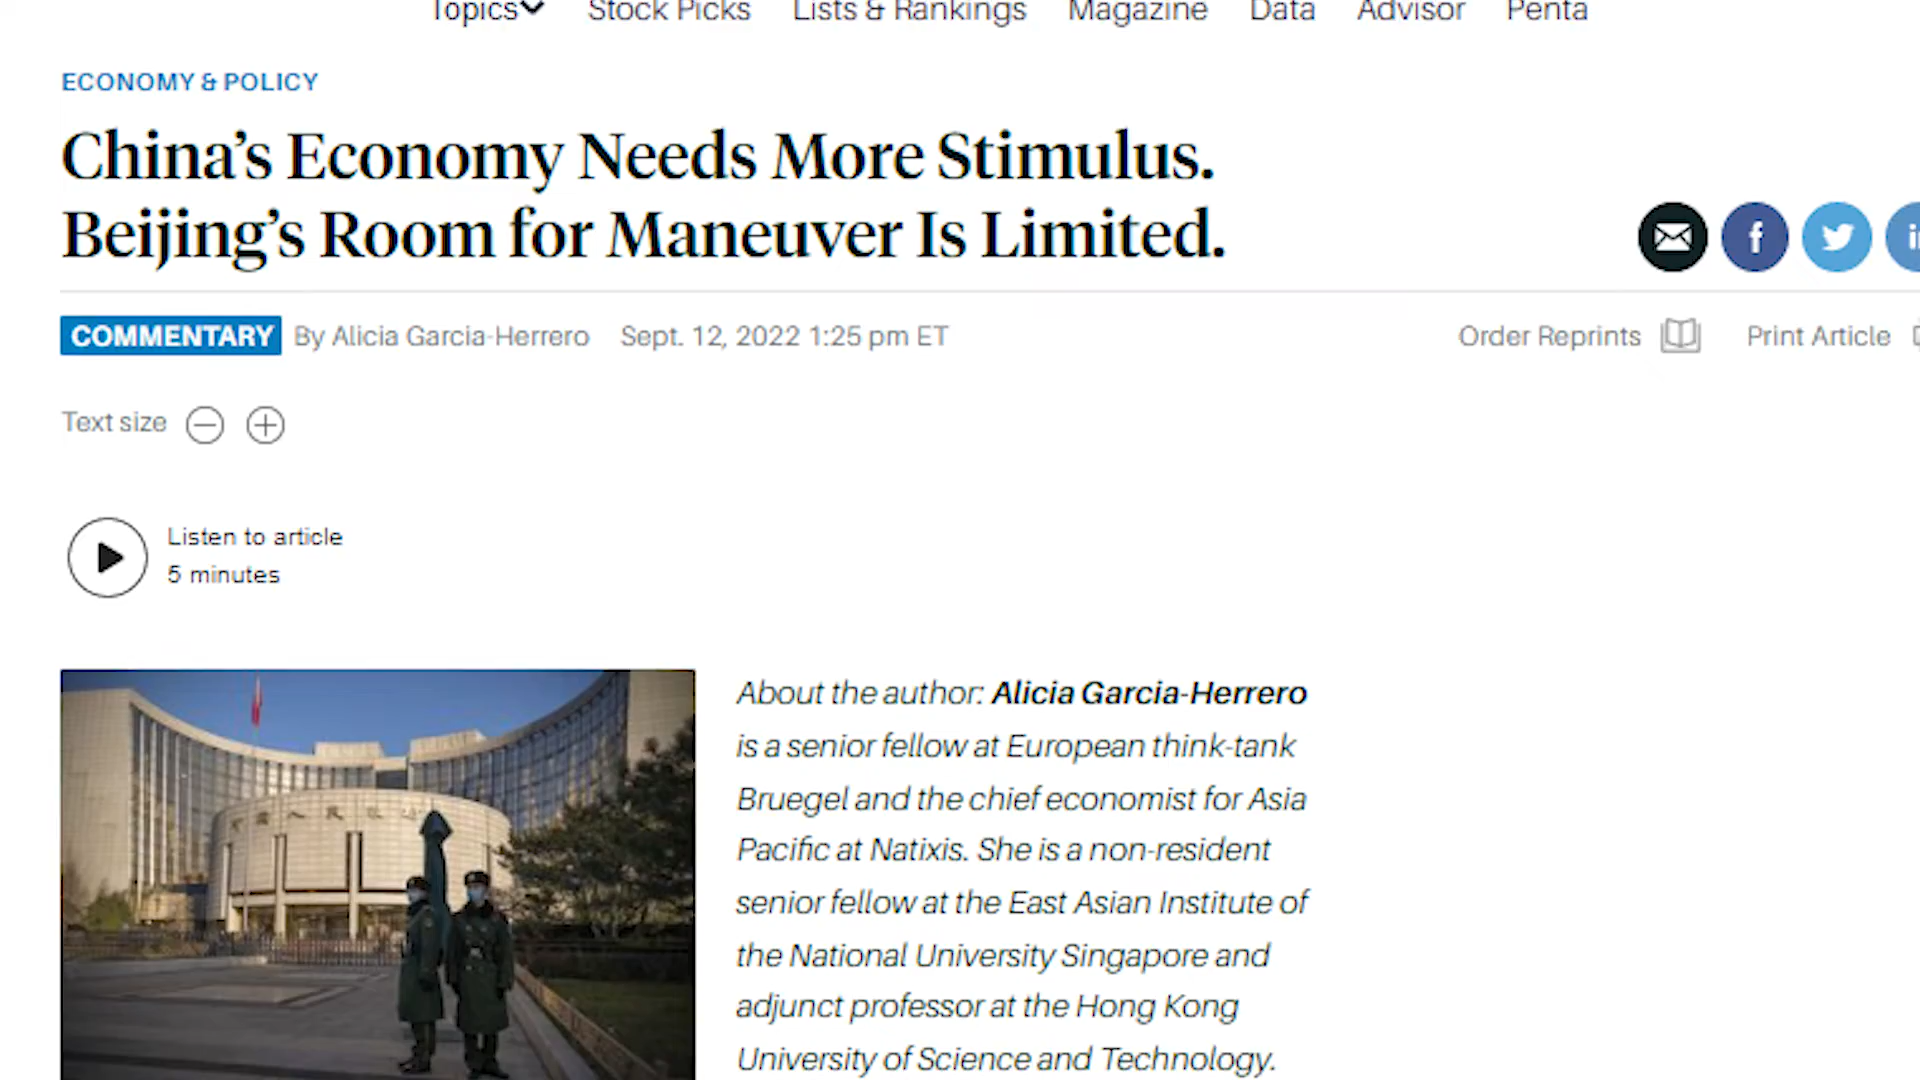 Topics Stock Picks Lists & Rankings Magazine Data Advisor Penta
ECONOMY & POLICY
China’s Economy Needs More Stimulus.
Beijing’s Room for Maneuver Is Limited.
COMMENTARY By Alicia Garcia-Herrero Sept. 12, 2022 1:25 pm ET
Order Reprints Print Article
Text size
Listen to article
5 minutes
About the author: Alicia Garcia-Herrero
is a senior fellow at European think-tank
Bruegel and the chief economist for Asia
Pacific at Natixis. She is a non-resident
senior fellow at the East Asian Institute of
the National University Singapore and
adjunct professor at the Hong Kong
University of Science and Technology.